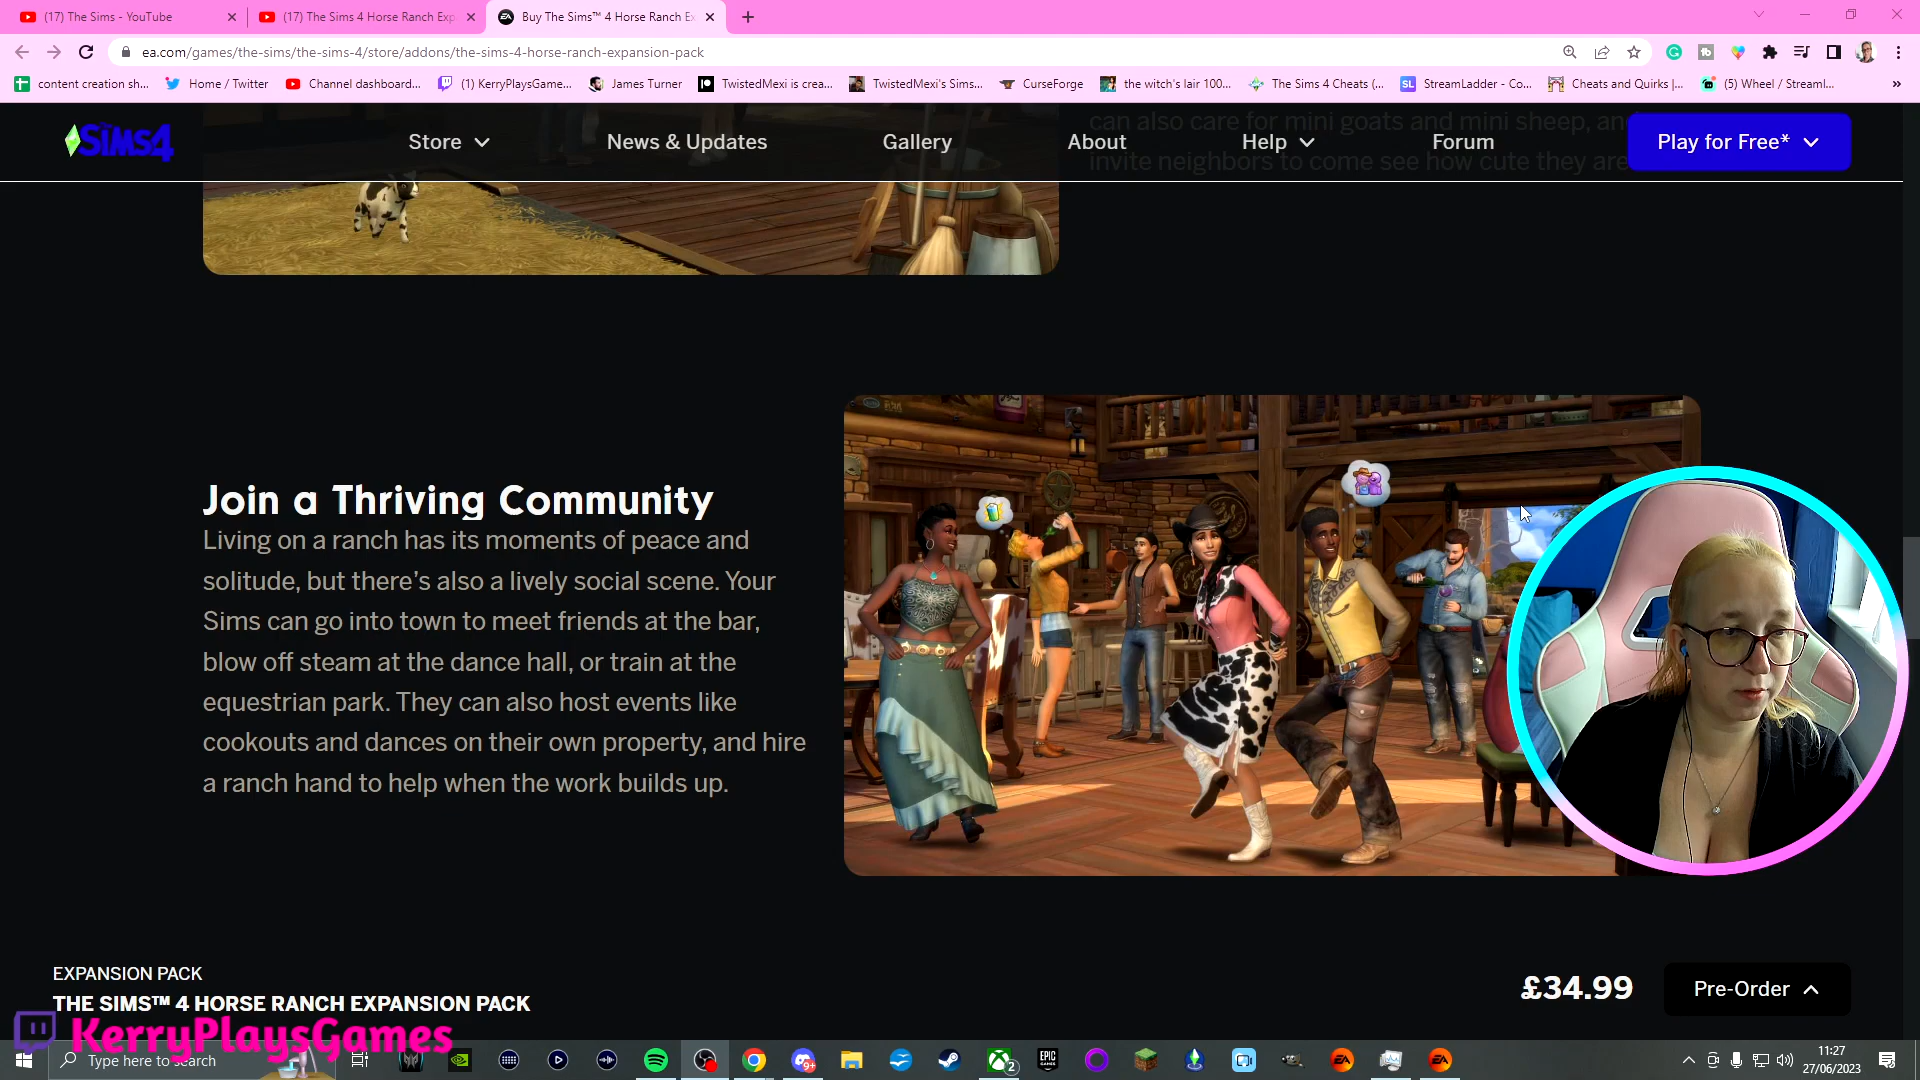 (17) The Sims - YouTube
(17) The Sims 4 Horse Ranch Exp
Buy The Sims™ 4 Horse Ranch Ex
ea.com/games/the-sims/the-sims-4/store/addons/the-sims-4-horse-ranch-expansion-pack
content creation sh...
Home / Twitter
Channel dashboard...
(1) KerryPlaysGame...
James Turner
TwistedMexi is crea...
TwistedMexi's Sims...
CurseForge
the witch's lair 100...
The Sims 4 Cheats (...
StreamLadder - Co...
Cheats and Quirks |...
(5) Wheel / Streaml...
The SIMS 4
Store
News & Updates
Gallery
About
Help
Forum
Play for Free*
can also care for mini goats and mini sheep, and
invite neighbors to come see how cute they are
Join a Thriving Community
Living on a ranch has its moments of peace and
solitude, but there's also a lively social scene. Your
Sims can go into town to meet friends at the bar,
blow off steam at the dance hall, or train at the
equestrian park. They can also host events like
cookouts and dances on their own property, and hire
a ranch hand to help when the work builds up.
EXPANSION PACK
THE SIMS™ 4 HORSE RANCH EXPANSION PACK
£34.99
Pre-Order
KerryPlaysGames
Type here to search
9+
EPIC GAMES
2
11:27
27/06/2023